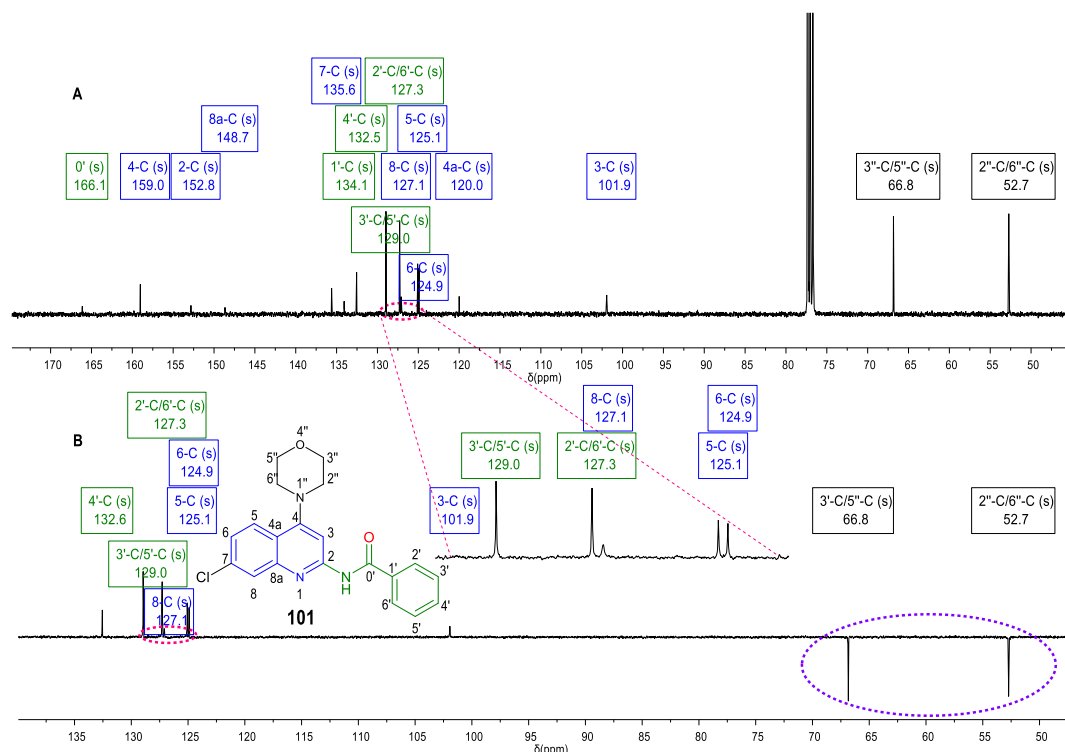 A
7-C (s)
135.6
2'-C/6'-C (s)
127.3
8a-C (s)
148.7
4'-C (s)
132.5
5-C (s)
125.1
0' (s)
166.1
4-C (s)
159.0
2-C (s)
152.8
1'-C (s)
134.1
8-C (s)
127.1
4a-C (s)
120.0
3-C (s)
101.9
3"-C/5"-C (s)
66.8
2"-C/6"-C (s)
52.7
3'-C/5'-C (s)
129.0
6-C (s)
124.9
170 165 160 155 150 145 140 135 130 125 120 115 110 105 100 95 90 85 80 75 70 65 60 55 50
δ(ppm)
B
2'-C/6'-C (s)
127.3
6-C (s)
124.9
4'-C (s)
132.6
5-C (s)
125.1
3'-C/5'-C (s)
129.0
8-C (s)
127.1
8-C (s)
127.1
6-C (s)
124.9
3'-C/5'-C (s)
129.0
2'-C/6'-C (s)
127.3
5-C (s)
125.1
3-C (s)
101.9
3'-C/5"-C (s)
66.8
2"-C/6"-C (s)
52.7
4"
O
5" 3"
6" 2"
1"
N
5 4a 4
6 3
7 2
Cl 8a N NH
8 1
O
0' 1' 2'
3'
6' 4'
5'
101
135 130 125 120 115 110 105 100 95 90 85 80 75 70 65 60 55 50
δ(ppm)